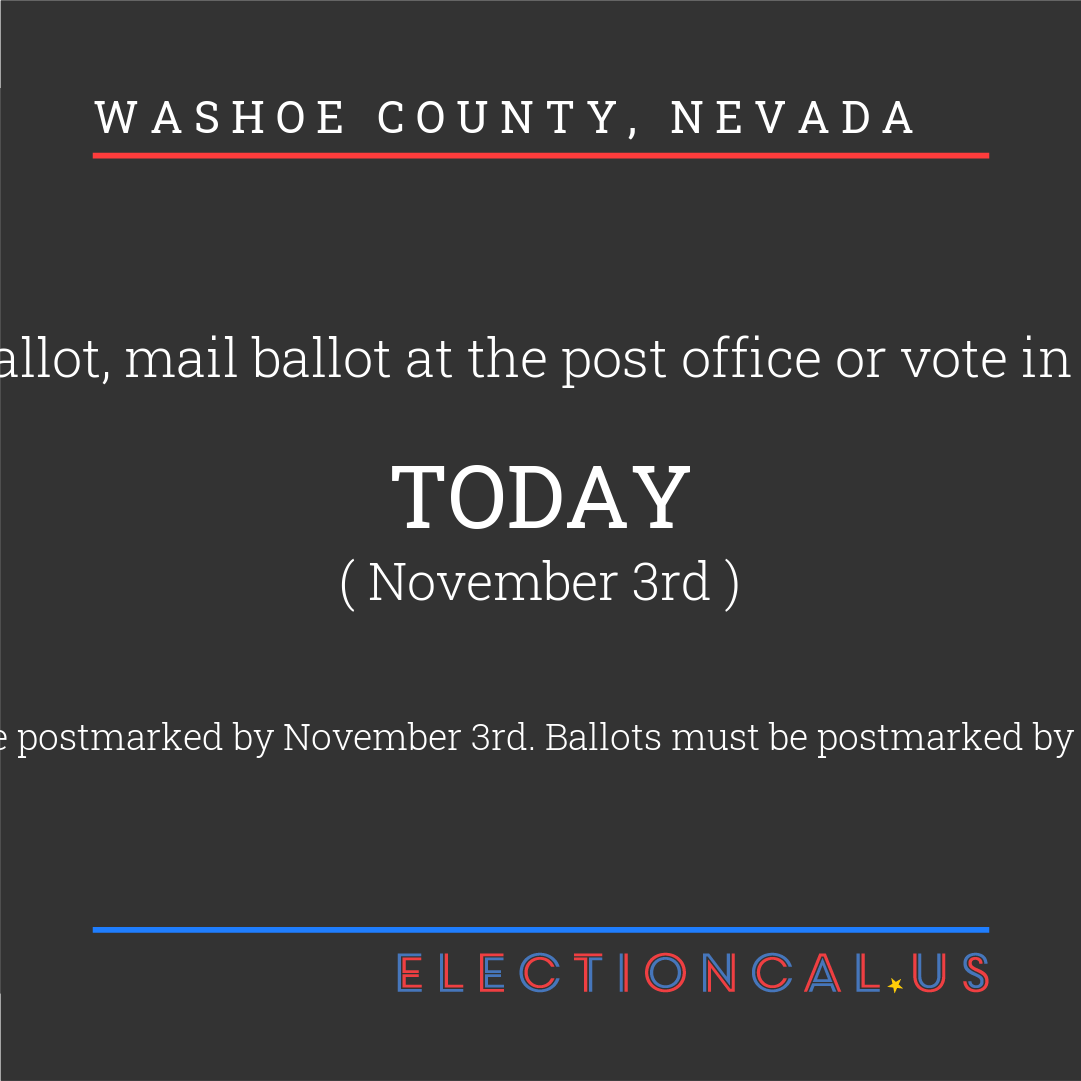 WASHOE COUNTY, NEVADA
allot, mail ballot at the post office or vote in
TODAY
( November 3rd )
e postmarked by November 3rd. Ballots must be postmarked by
ELECTIONCAL.US